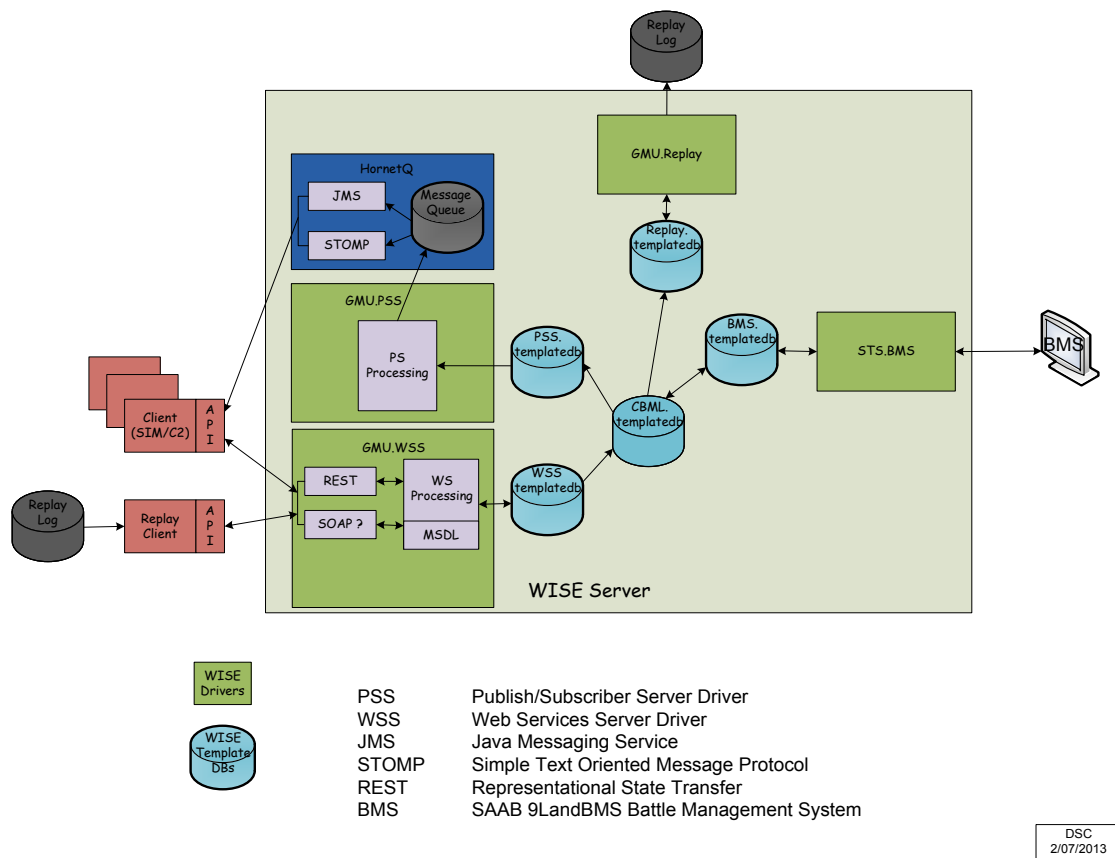 Replay
Log
GMU.Replay
HornetQ
JMS
Message
Queue
STOMP
Replay.
templatedb
GMU.PSS
PS
Processing
PSS.
templatedb
BMS.
templatedb
STS.BMS
BMS
Client
(SIM/C2)
A
P
I
CBML.
templatedb
GMU.WSS
REST
WS
Processing
SOAP ?
MSDL
WSS
templatedb
Replay
Log
Replay
Client
A
P
I
WISE Server
WISE
Drivers
WISE
Template
DBs
PSS Publish/Subscriber Server Driver
WSS Web Services Server Driver
JMS Java Messaging Service
STOMP Simple Text Oriented Message Protocol
REST Representational State Transfer
BMS SAAB 9LandBMS Battle Management System
DSC
2/07/2013